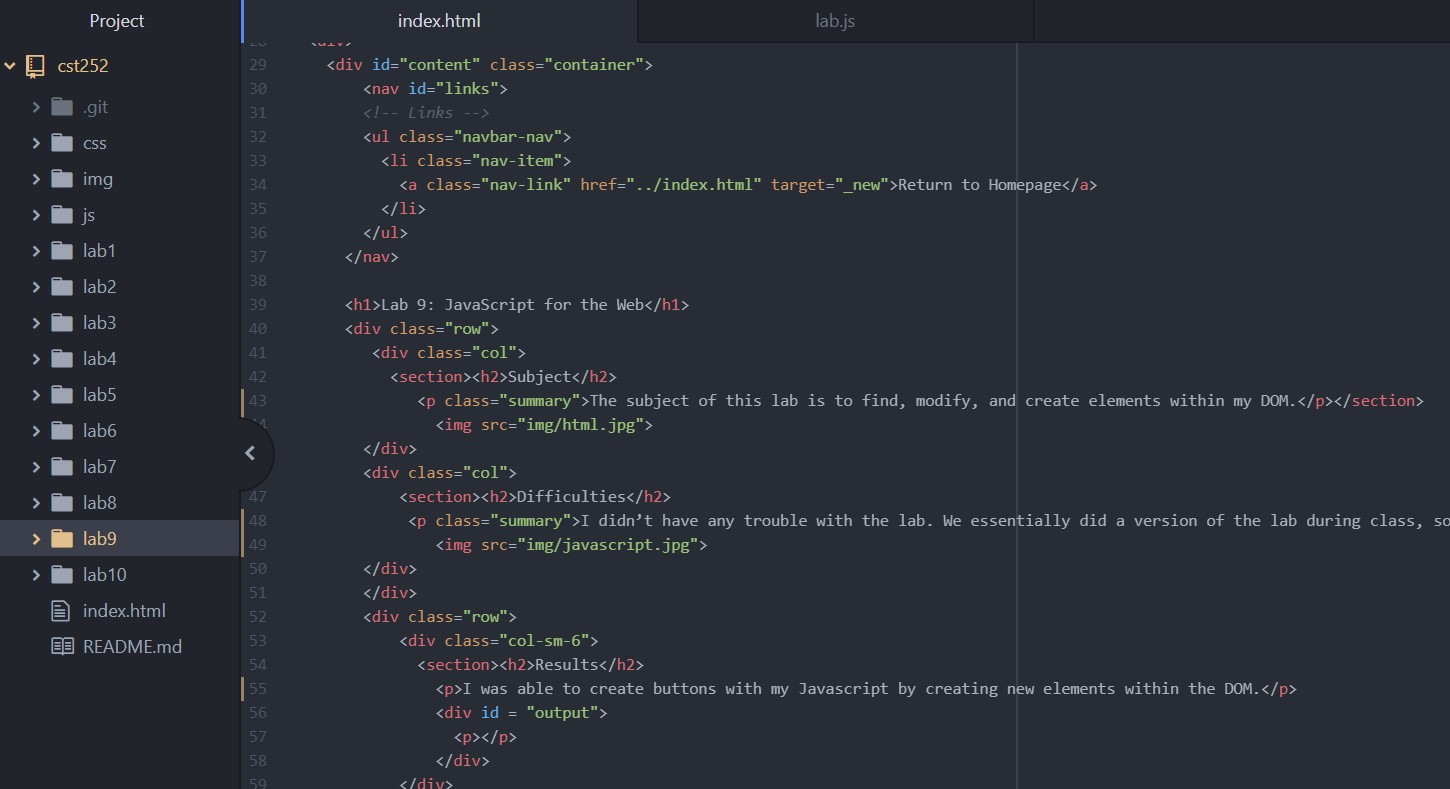 Project
index.html
lab.js
cst252
.git
css
img
js
lab1
lab2
lab3
lab4
lab5
lab6
lab7
lab8
lab9
lab10
index.html
README.md
28 <div>
29 <div id="content" class="container">
30 <nav id="links">
31 <!-- Links -->
32 <ul class="navbar-nav">
33 <li class="nav-item">
34 <a class="nav-link" href="../index.html" target="_new">Return to Homepage</a>
35 </li>
36 </ul>
37 </nav>
38
39 <h1>Lab 9: JavaScript for the Web</h1>
40 <div class="row">
41 <div class="col">
42 <section><h2>Subject</h2>
43 <p class="summary">The subject of this lab is to find, modify, and create elements within my DOM.</p></section>
<img src="img/html.jpg">
</div>
<div class="col">
47 <section><h2>Difficulties</h2>
48 <p class="summary">I didn’t have any trouble with the lab. We essentially did a version of the lab during class, so
49 <img src="img/javascript.jpg">
50 </div>
51 </div>
52 <div class="row">
53 <div class="col-sm-6">
54 <section><h2>Results</h2>
55 <p>I was able to create buttons with my Javascript by creating new elements within the DOM.</p>
56 <div id = "output">
57 <p></p>
58 </div>
59 </div>